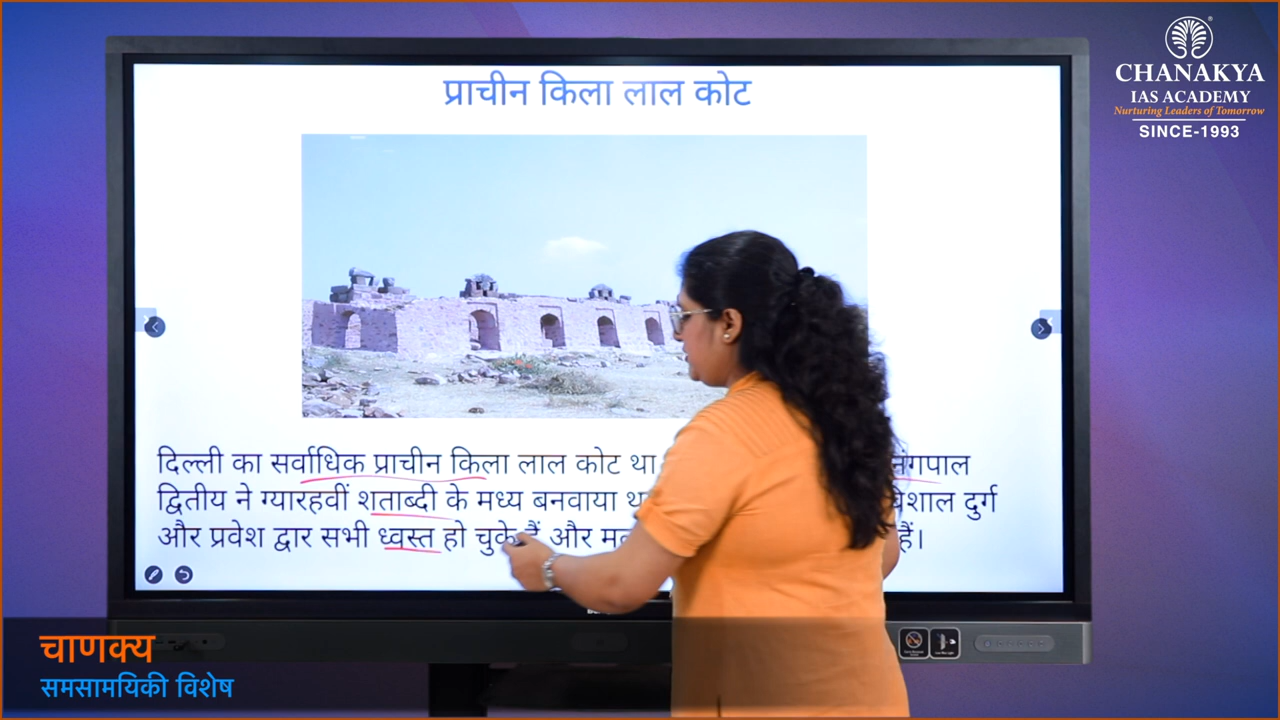 प्राचीन किला लाल कोट
CHANAKYA
IAS ACADEMY
Nurturing Leaders of Tomorrow
SINCE-1993
दिल्ली का सर्वाधिक प्राचीन किला लाल कोट था
द्वितीय ने ग्यारहवीं शताब्दी के मध्य बनवाया दुर्ग
और प्रवेश द्वार सभी ध्वस्त हो चुके हैं और हैं।
चाणक्य
समसामयिकी विशेष